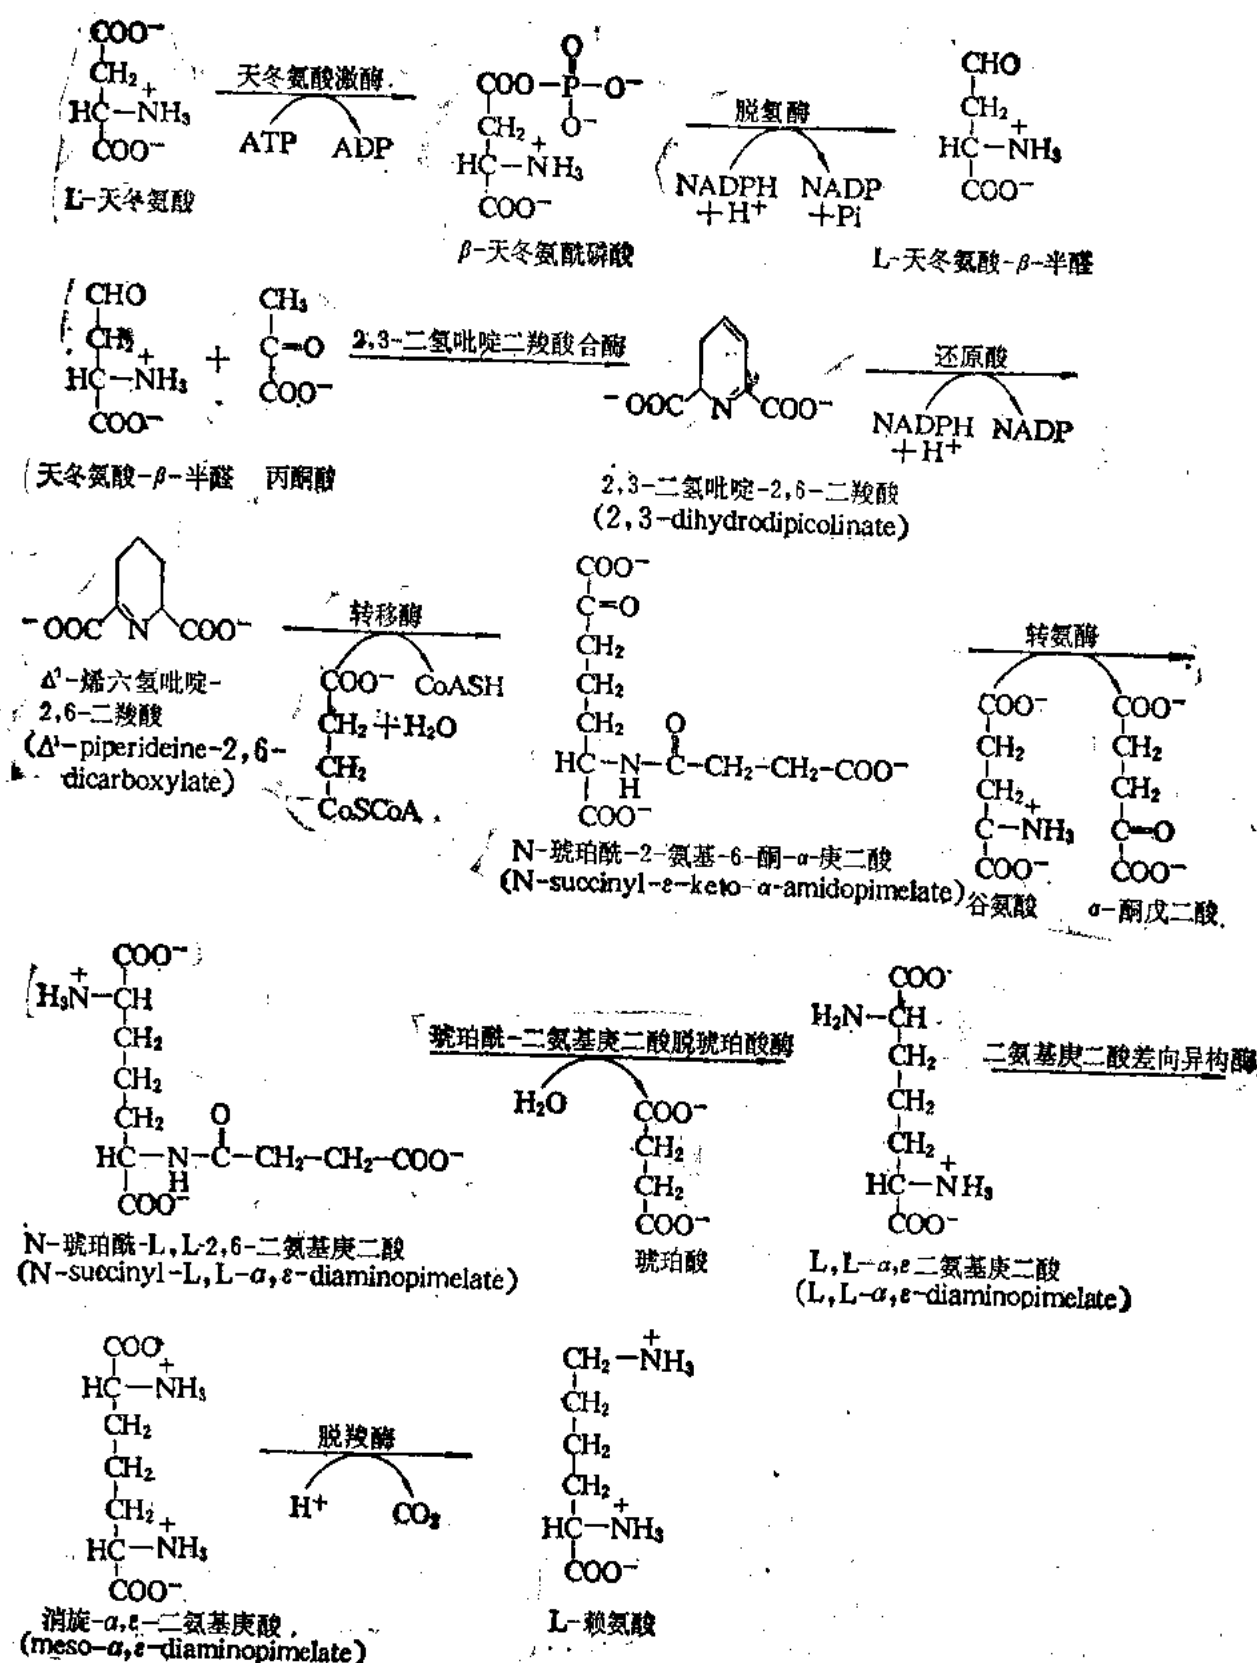 COO⁻
CH₂
HC—NH₃⁺
COO⁻
L-天冬氨酸
天冬氨酸激酶
ATP ADP
O
COO—P—O⁻
O⁻
CH₂
HC—NH₃⁺
COO⁻
β-天冬氨酰磷酸
脱氢酶
NADPH NADP
+H⁺ +Pi
CHO
CH₂
HC—NH₃⁺
COO⁻
L-天冬氨酸-β-半醛
CHO
CH₂
HC—NH₃⁺
COO⁻
天冬氨酸-β-半醛
+
CH₃
C=O
COO⁻
丙酮酸
2,3-二氢吡啶二羧酸合酶
⁻OOC N COO⁻
2,3-二氢吡啶-2,6-二羧酸
(2,3-dihydrodipicolinate)
还原酸
NADPH NADP
+H⁺
⁻OOC N COO⁻
Δ¹-烯六氢吡啶-
2,6-二羧酸
(Δ¹-piperideine-2,6-
dicarboxylate)
转移酶
COO⁻ CoASH
CH₂+H₂O
CH₂
CoSCoA
COO⁻
C=O
CH₂
CH₂
CH₂ O
HC—N—C—CH₂—CH₂—COO⁻
H
COO⁻
N-琥珀酰-2-氨基-6-酮-α-庚二酸
(N-succinyl-ε-keto-α-amidopimelate)
转氨酶
COO⁻
CH₂
CH₂
C—NH₃⁺
COO⁻
谷氨酸
COO⁻
CH₂
CH₂
C=O
COO⁻
α-酮戊二酸
COO⁻
H₃N⁺—CH
CH₂
CH₂
CH₂ O
HC—N—C—CH₂—CH₂—COO⁻
H
COO⁻
N-琥珀酰-L,L-2,6-二氨基庚二酸
(N-succinyl-L,L-α,ε-diaminopimelate)
琥珀酰-二氨基庚二酸脱琥珀酸酶
H₂O
COO⁻
CH₂
CH₂
COO⁻
琥珀酸
COO⁻
H₂N—CH
CH₂
CH₂
CH₂
HC—NH₃⁺
COO⁻
L,L-α,ε二氨基庚二酸
(L,L-α,ε-diaminopimelate)
二氨基庚二酸差向异构酶
COO⁻
HC—NH₃⁺
CH₂
CH₂
CH₂
HC—NH₃⁺
COO⁻
消旋-α,ε-二氨基庚酸
(meso-α,ε-diaminopimelate)
脱羧酶
H⁺ CO₂
CH₂—NH₃⁺
CH₂
CH₂
CH₂
HC—NH₃⁺
COO⁻
L-赖氨酸